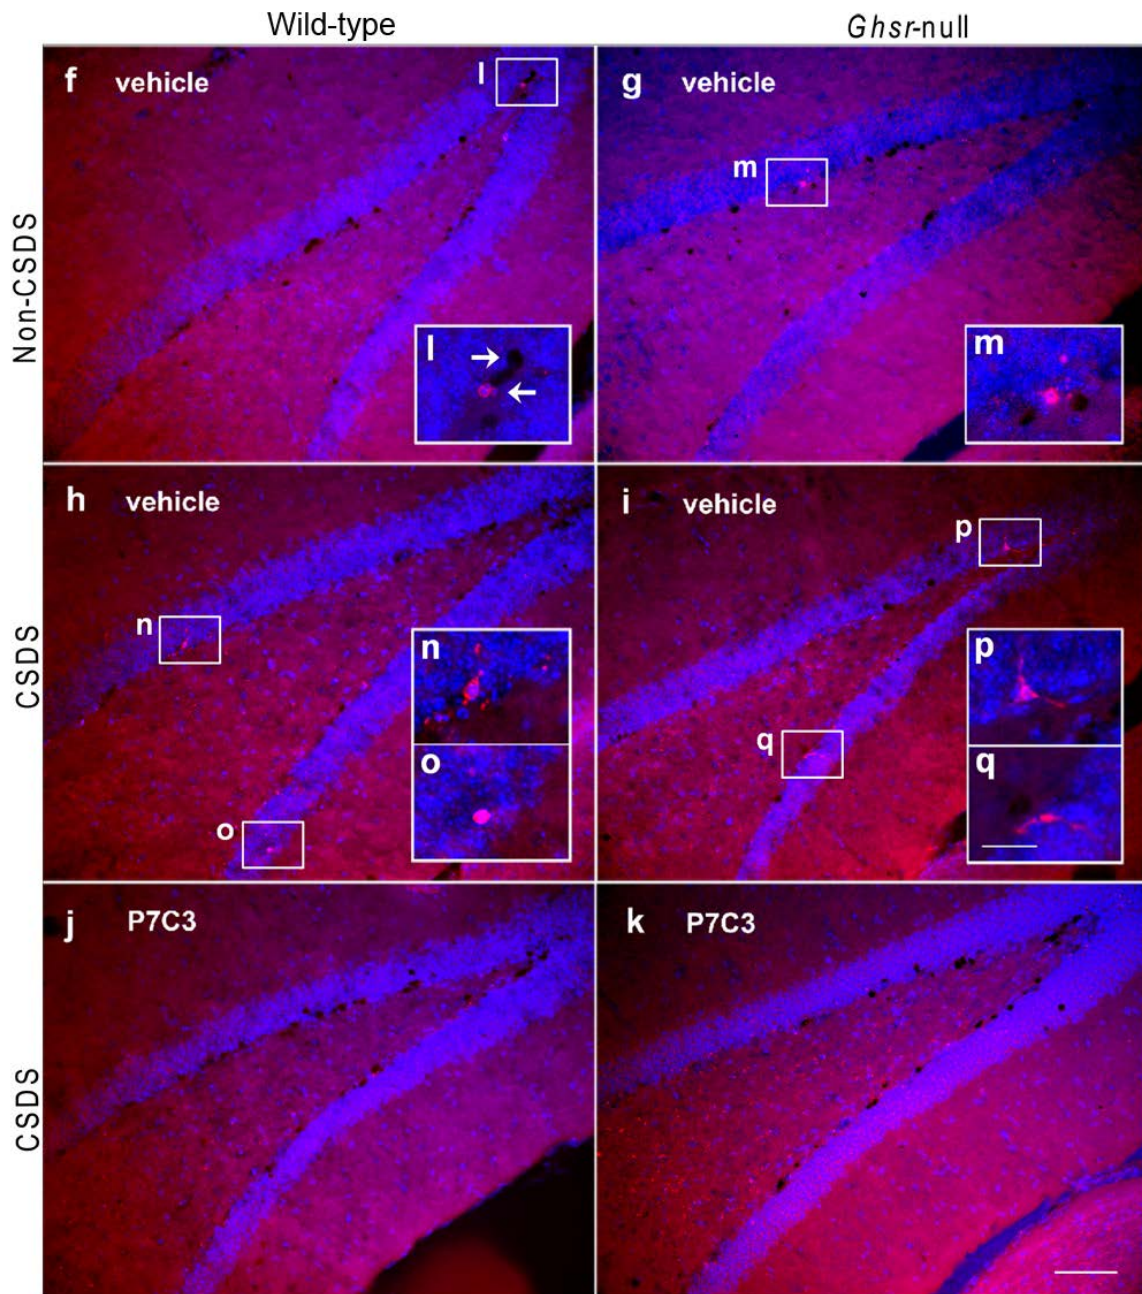 Wild-type
Ghsr-null
Non-CSDS
f vehicle
l
l
g vehicle
m
m
CSDS
h vehicle
n
n
o
o
i vehicle
p
p
q
q
CSDS
j P7C3
k P7C3